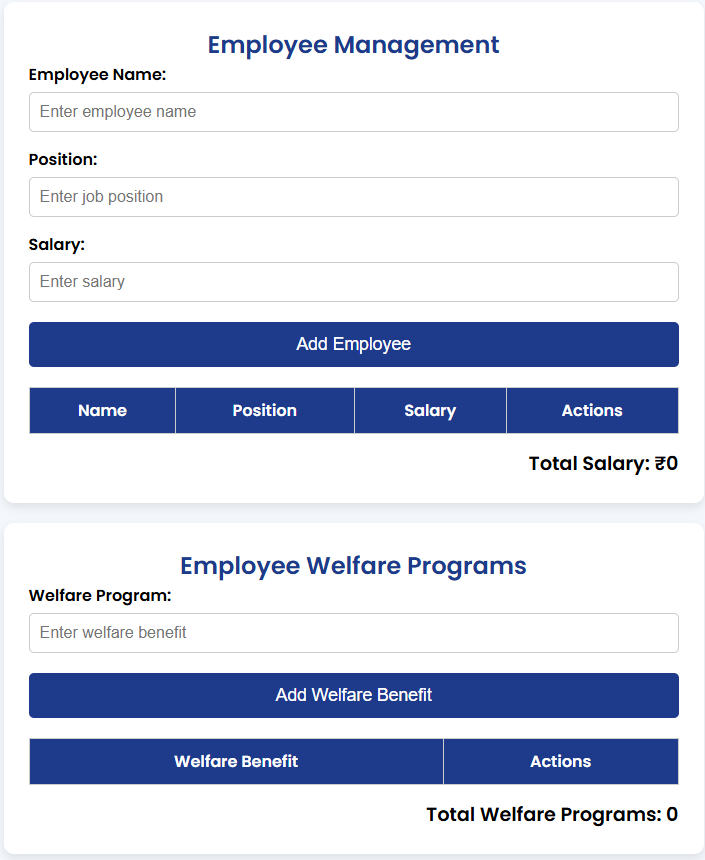 Employee Management
Employee Name:
Enter employee name
Position:
Enter job position
Salary:
Enter salary
Add Employee
Name Position Salary Actions
Total Salary: ₹0
Employee Welfare Programs
Welfare Program:
Enter welfare benefit
Add Welfare Benefit
Welfare Benefit Actions
Total Welfare Programs: 0